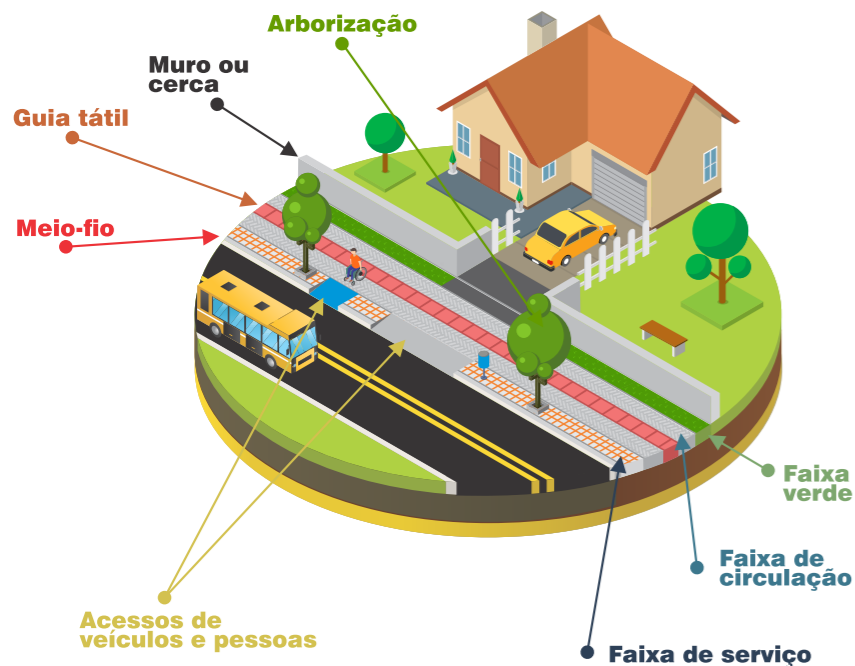 Arborização
Muro ou
cerca
Guia tátil
Meio-fio
Faixa
verde
Faixa de
circulação
Acessos de
veículos e pessoas
Faixa de serviço